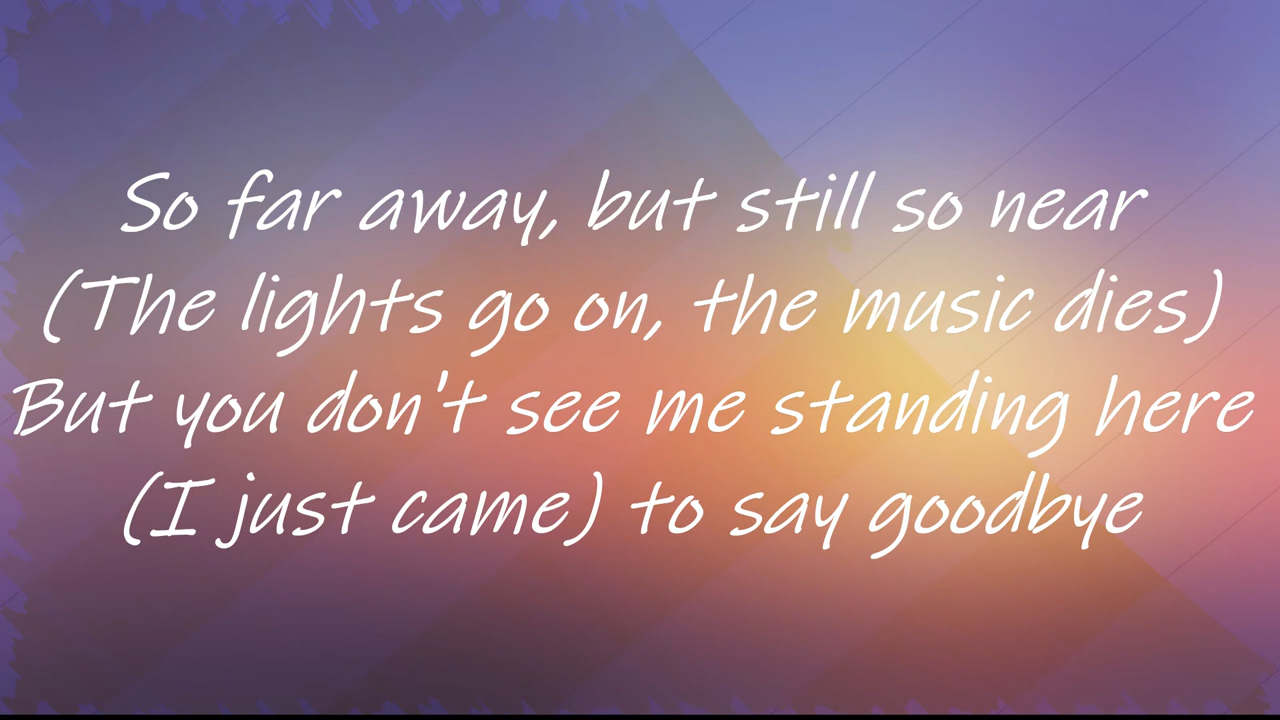 So far away, but still so near
(The lights go on, the music dies)
But you don't see me standing here
(I just came) to say goodbye